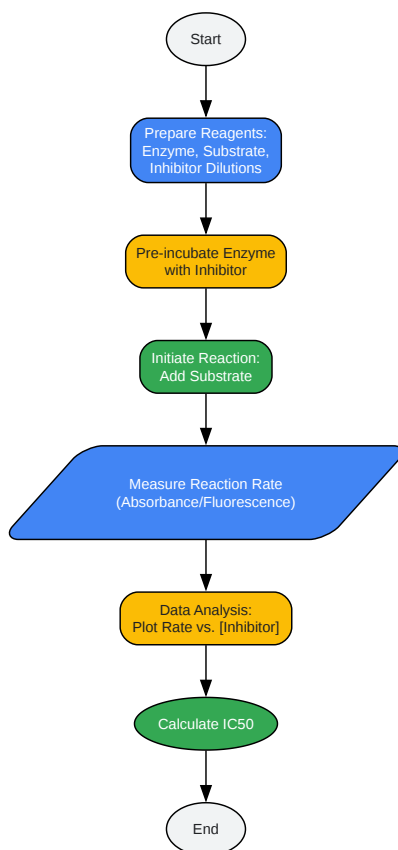 Start
Prepare Reagents:
Enzyme, Substrate,
Inhibitor Dilutions
Pre-incubate Enzyme
with Inhibitor
Initiate Reaction:
Add Substrate
Measure Reaction Rate
(Absorbance/Fluorescence)
Data Analysis:
Plot Rate vs. [Inhibitor]
Calculate IC50
End